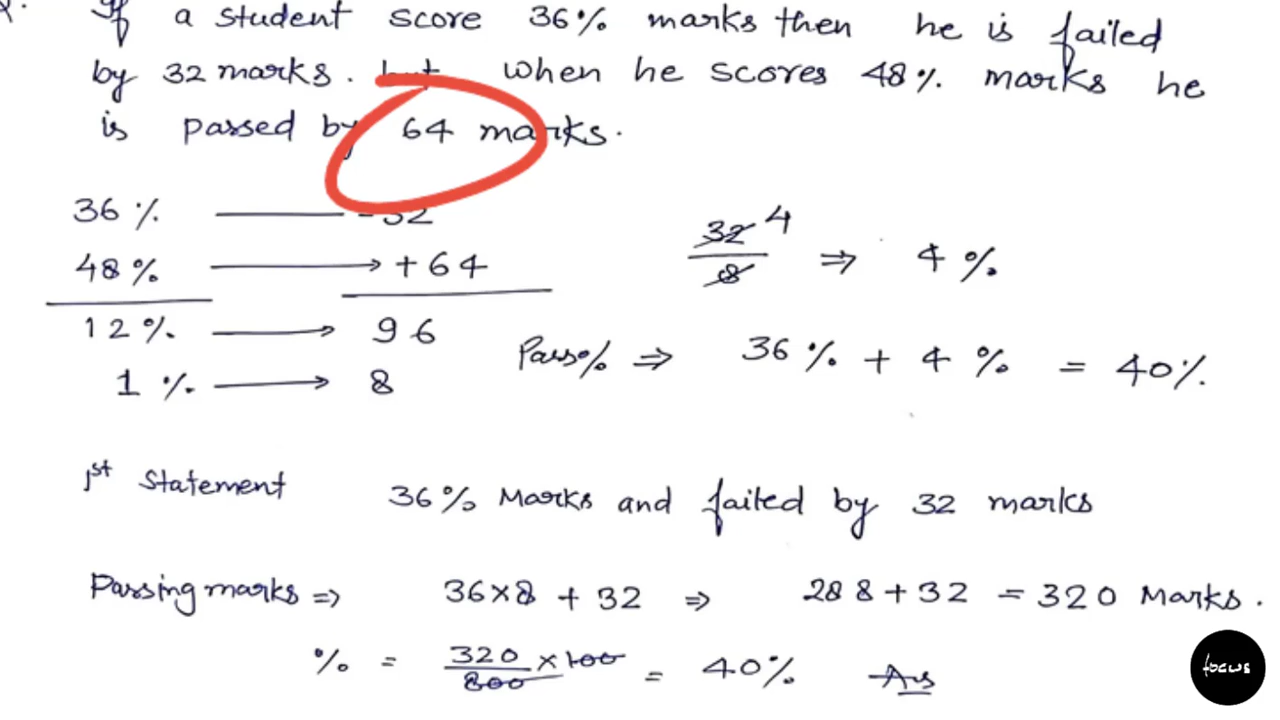 If a student score 36% marks then he is failed
by 32 marks. but when he scores 48% marks he
is passed by 64 marks.
36% — - 32
48% → + 64
12% → 96
1% → 8
32 4
8 ⇒ 4%
Pass% ⇒ 36% + 4% = 40%
1st Statement 36% Marks and failed by 32 marks
Passing marks ⇒ 36×8 + 32 ⇒ 288 + 32 = 320 Marks.
% = 320/800 × 100 = 40% Ans
focus